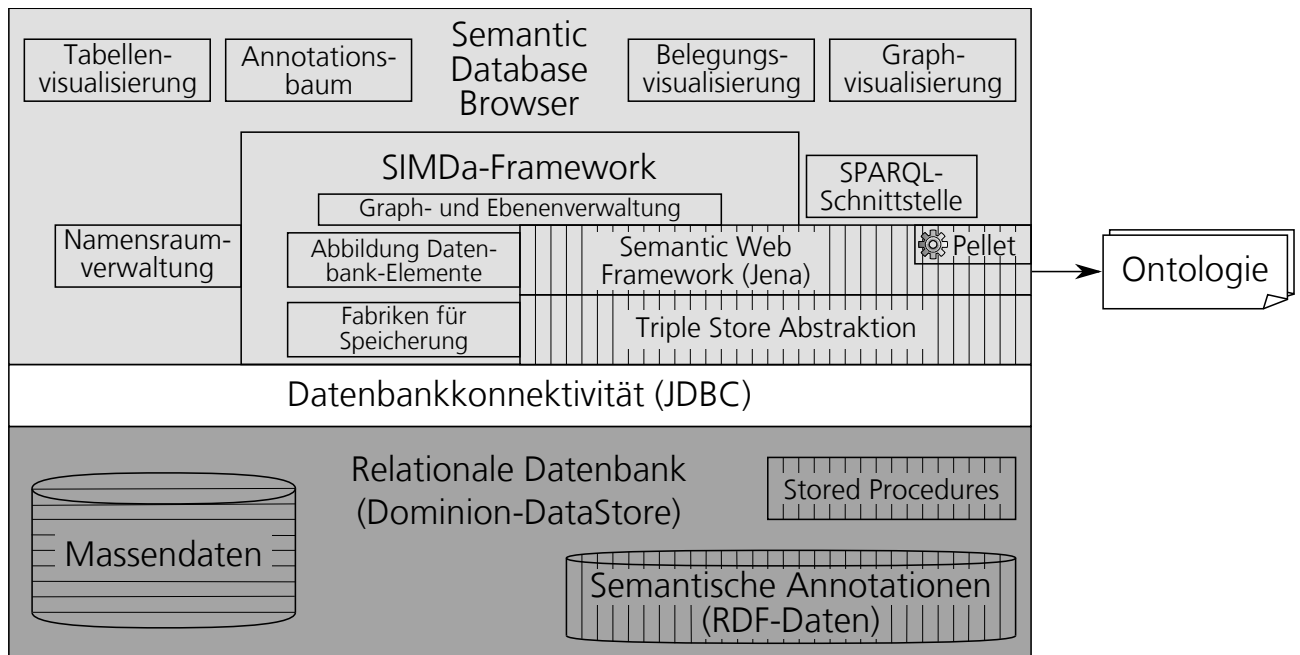 Tabellen-
visualisierung
Annotations-
baum
Semantic
Database
Browser
Belegungs-
visualisierung
Graph-
visualisierung
SIMDa-Framework
SPARQL-
Schnittstelle
Graph- und Ebenenverwaltung
Namensraum-
verwaltung
Abbildung Daten-
bank-Elemente
Semantic Web
Framework (Jena)
Pellet
Ontologie
Fabriken für
Speicherung
Triple Store Abstraktion
Datenbankkonnektivität (JDBC)
Relationale Datenbank
(Dominion-DataStore)
Stored Procedures
Massendaten
Semantische Annotationen
(RDF-Daten)